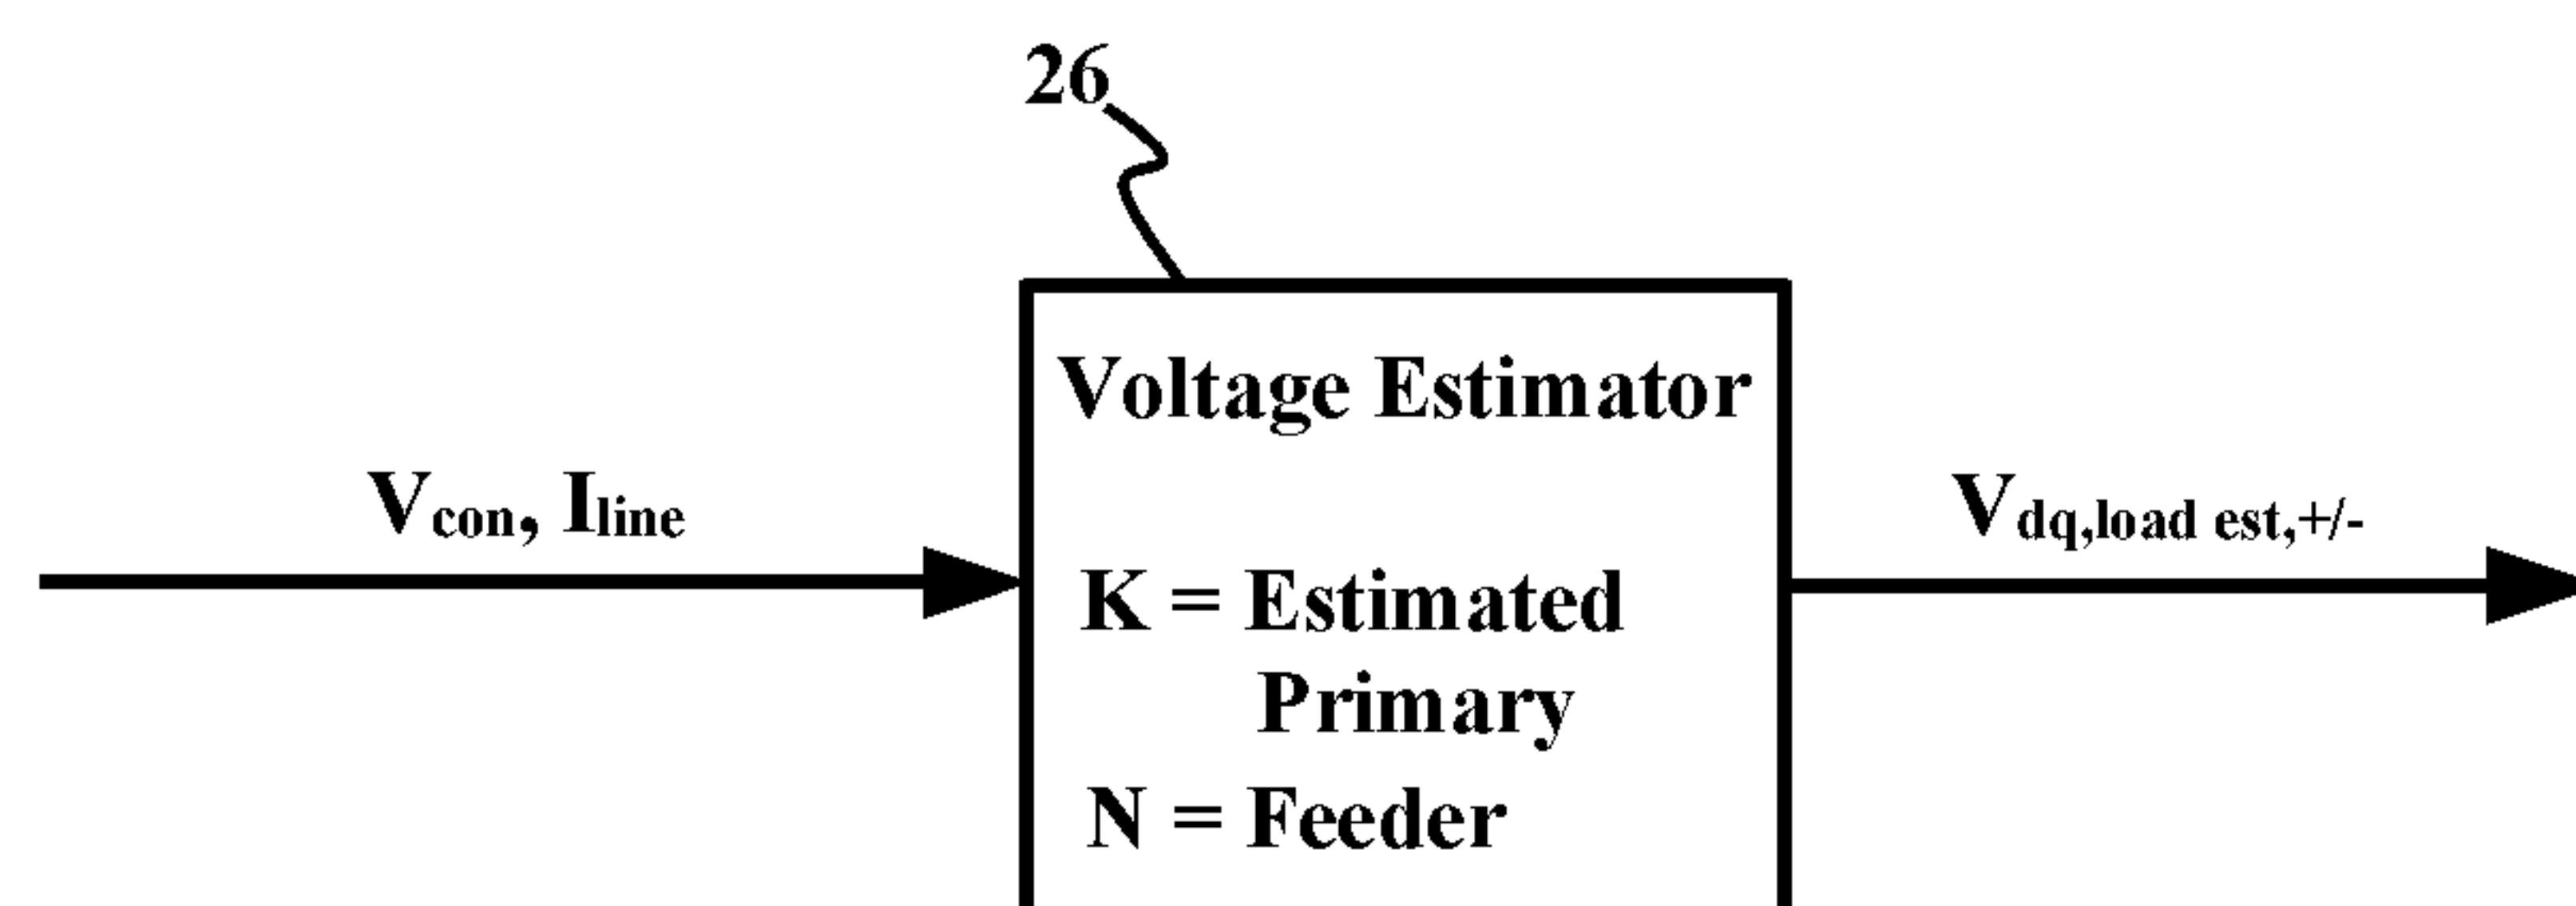 26
Voltage Estimator
Vcon, Iline
Vdq,load est,+/-
K = Estimated
Primary
N = Feeder